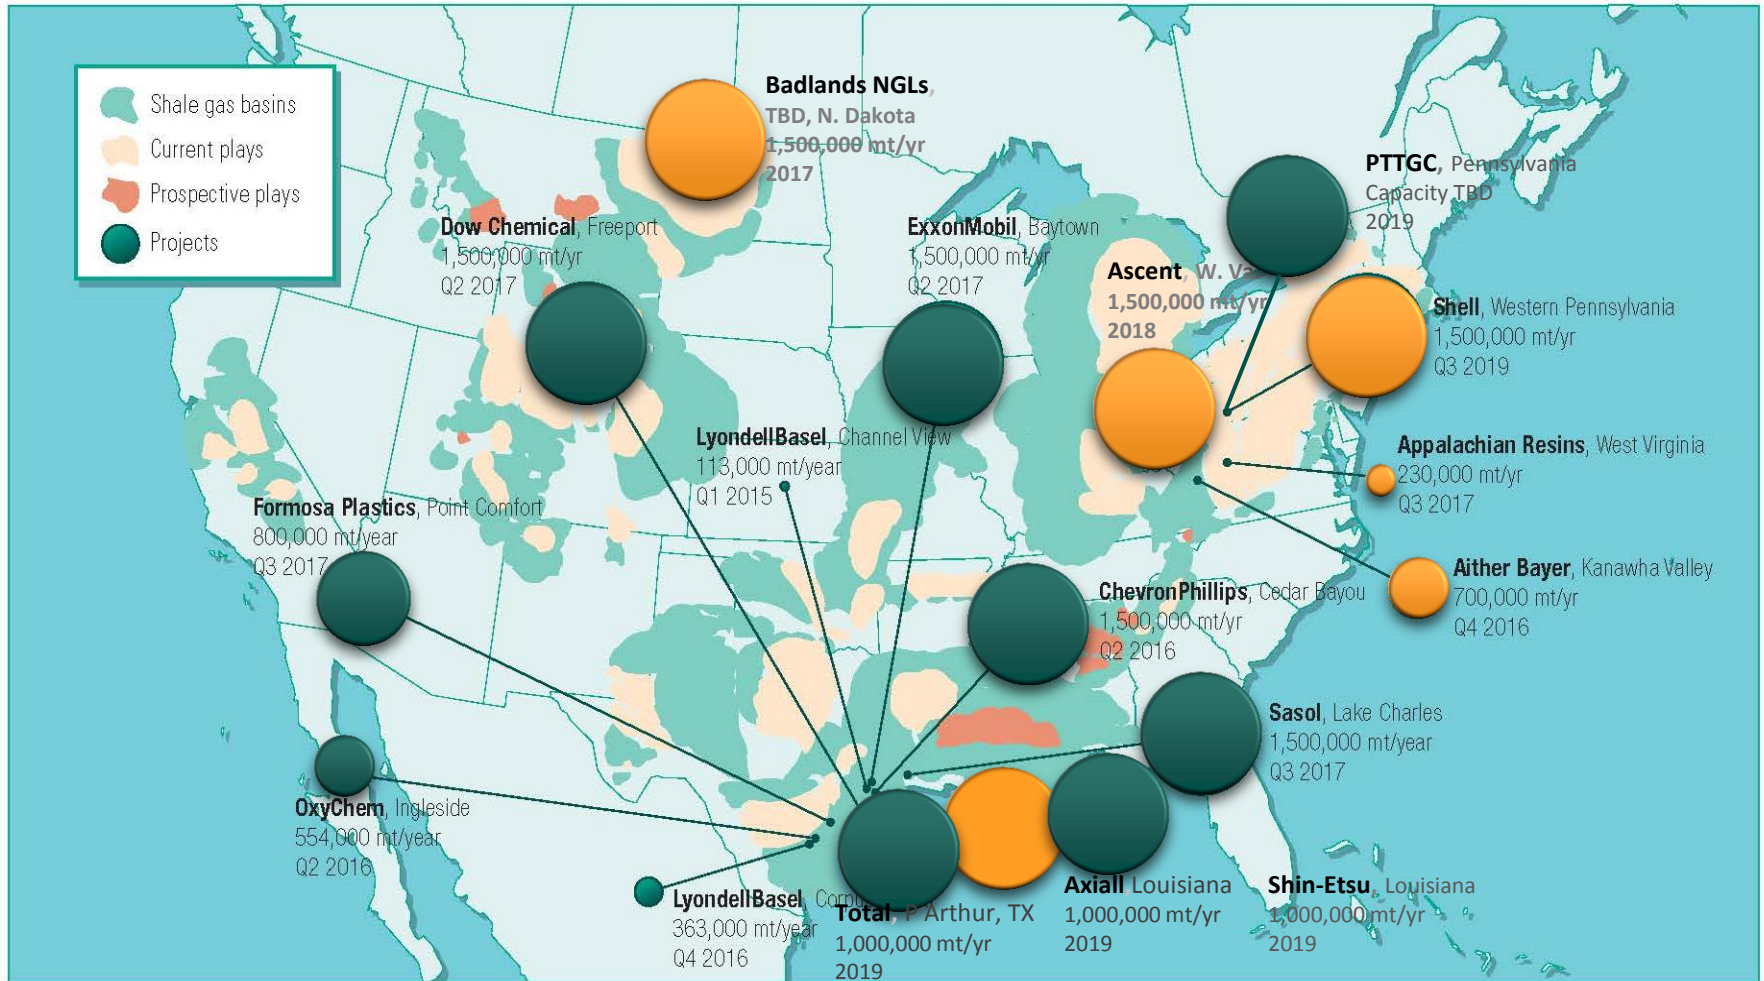 Shale gas basins
Current plays
Prospective plays
Projects
Badlands NGLs,
TBD, N. Dakota
1,500,000 mt/yr
2017
PTTGC, Pennsylvania
Capacity TBD
2019
Dow Chemical, Freeport
1,500,000 mt/yr
Q2 2017
ExxonMobil, Baytown
1,500,000 mt/yr
Q2 2017
Ascent, W. Va
1,500,000 mt/yr
2018
Shell, Western Pennsylvania
1,500,000 mt/yr
Q3 2019
LyondellBasel, Channel View
113,000 mt/year
Q1 2015
Appalachian Resins, West Virginia
230,000 mt/yr
Q3 2017
Formosa Plastics, Point Comfort
800,000 mt/year
Q3 2017
Aither Bayer, Kanawha Valley
700,000 mt/yr
Q4 2016
ChevronPhillips, Cedar Bayou
1,500,000 mt/yr
Q2 2016
Sasol, Lake Charles
1,500,000 mt/year
Q3 2017
OxyChem, Ingleside
554,000 mt/year
Q2 2016
LyondellBasel,
363,000 mt/year
Q4 2016
Total, P Arthur, TX
1,000,000 mt/yr
2019
Axiall Louisiana
1,000,000 mt/yr
2019
Shin-Etsu, Louisiana
1,000,000 mt/yr
2019